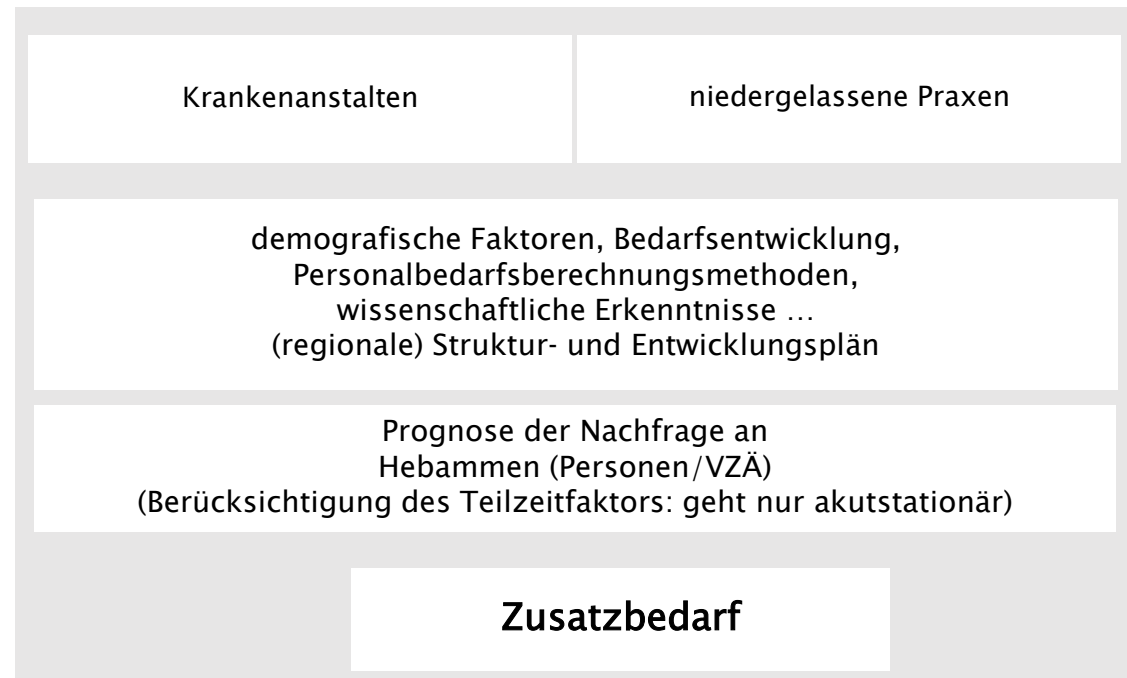 Krankenanstalten
niedergelassene Praxen
demografische Faktoren, Bedarfsentwicklung,
Personalbedarfsberechnungsmethoden,
wissenschaftliche Erkenntnisse …
(regionale) Struktur- und Entwicklungsplän
Prognose der Nachfrage an
Hebammen (Personen/VZÄ)
(Berücksichtigung des Teilzeitfaktors: geht nur akutstationär)
Zusatzbedarf